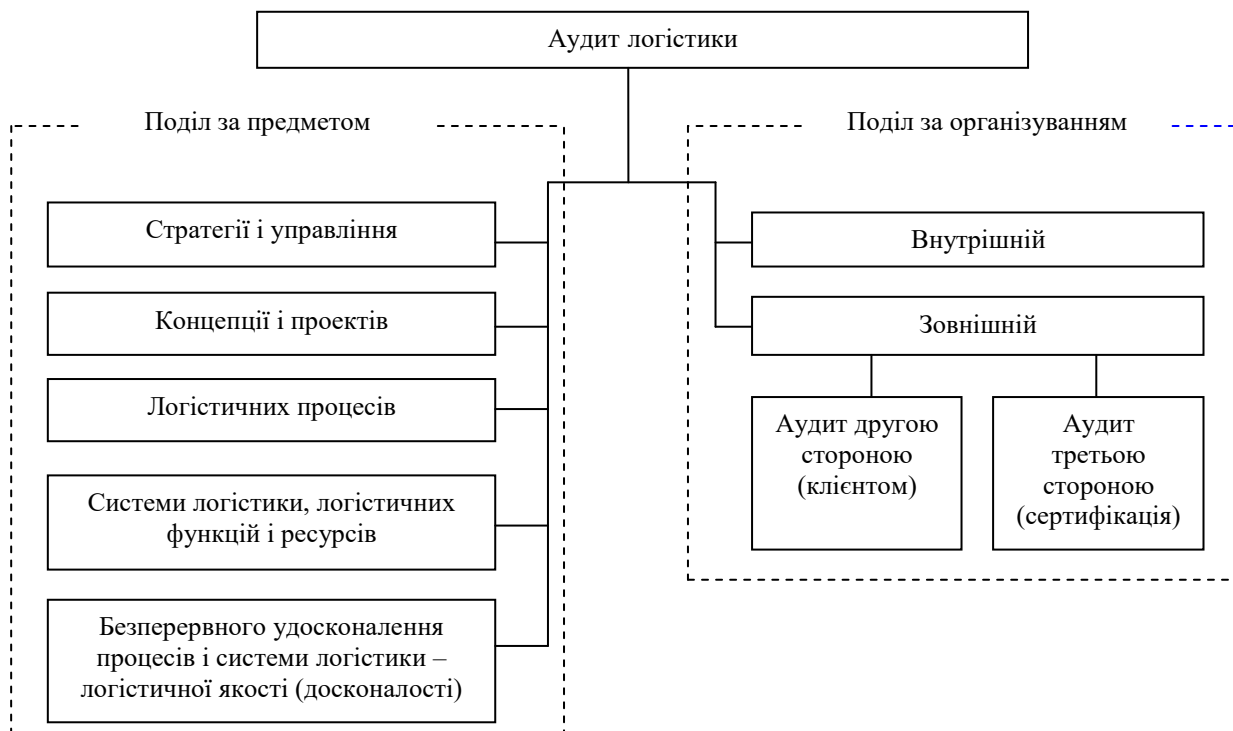 Аудит логістики
Поділ за предметом
Стратегії і управління
Концепції і проектів
Логістичних процесів
Системи логістики, логістичних
функцій і ресурсів
Безперервного удосконалення
процесів і системи логістики –
логістичної якості (досконалості)
Поділ за організуванням
Внутрішній
Зовнішній
Аудит другою
стороною
(клієнтом)
Аудит
третьою
стороною
(сертифікація)